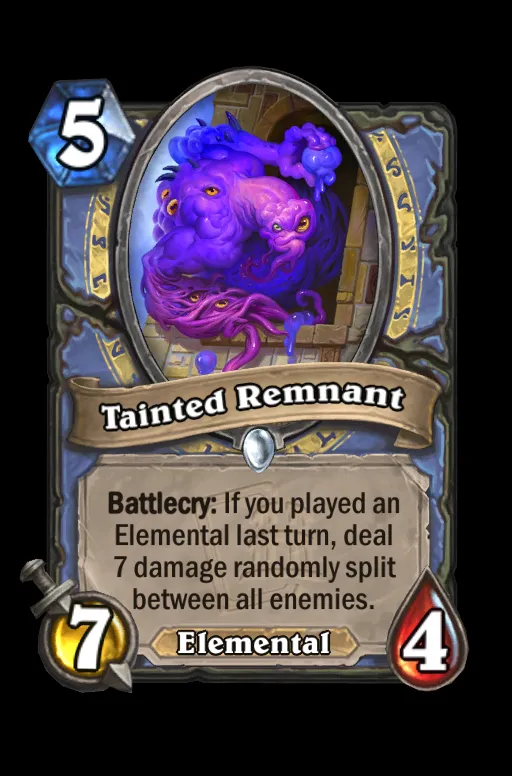 5
Tainted Remnant
Battlecry: If you played an
Elemental last turn, deal
7 damage randomly split
between all enemies.
7
Elemental
4